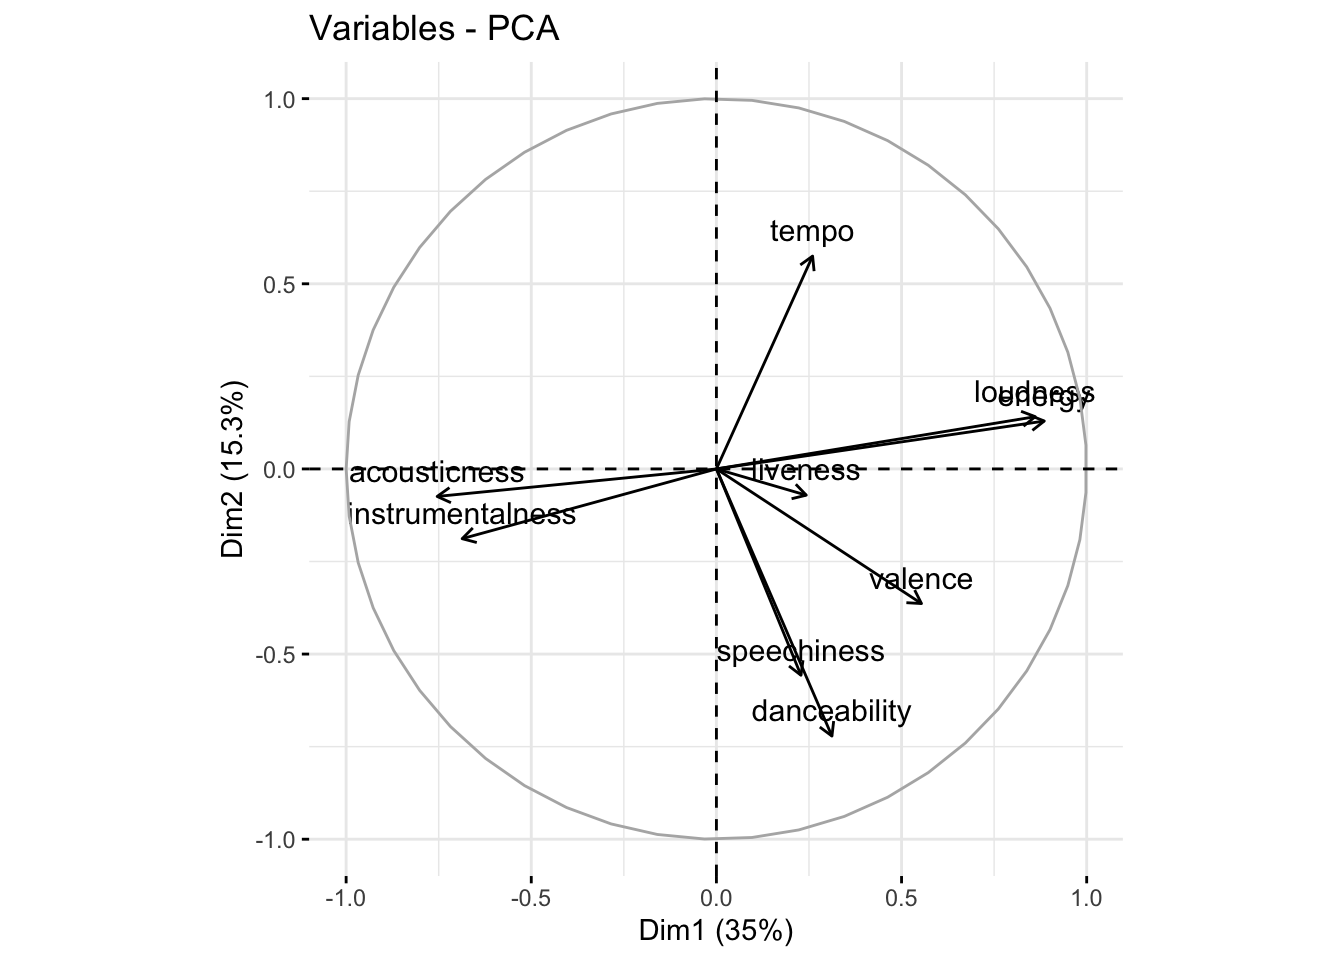 Variables - PCA
1.0
tempo
0.5
loudness
energy
0.0
acousticness
liveness
instrumentalness
valence
-0.5
speechiness
danceability
-1.0
-1.0
-0.5
0.0
0.5
1.0
Dim1 (35%)
Dim2 (15.3%)